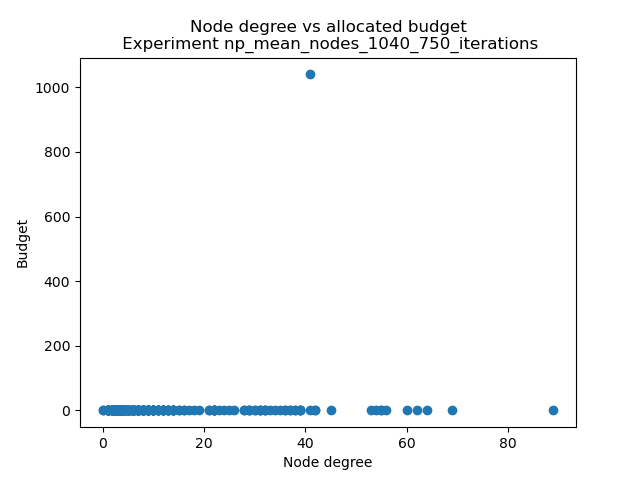 Node degree vs allocated budget
Experiment np_mean_nodes_1040_750_iterations
1000
800
600
400
200
0
Budget
0 20 40 60 80
Node degree